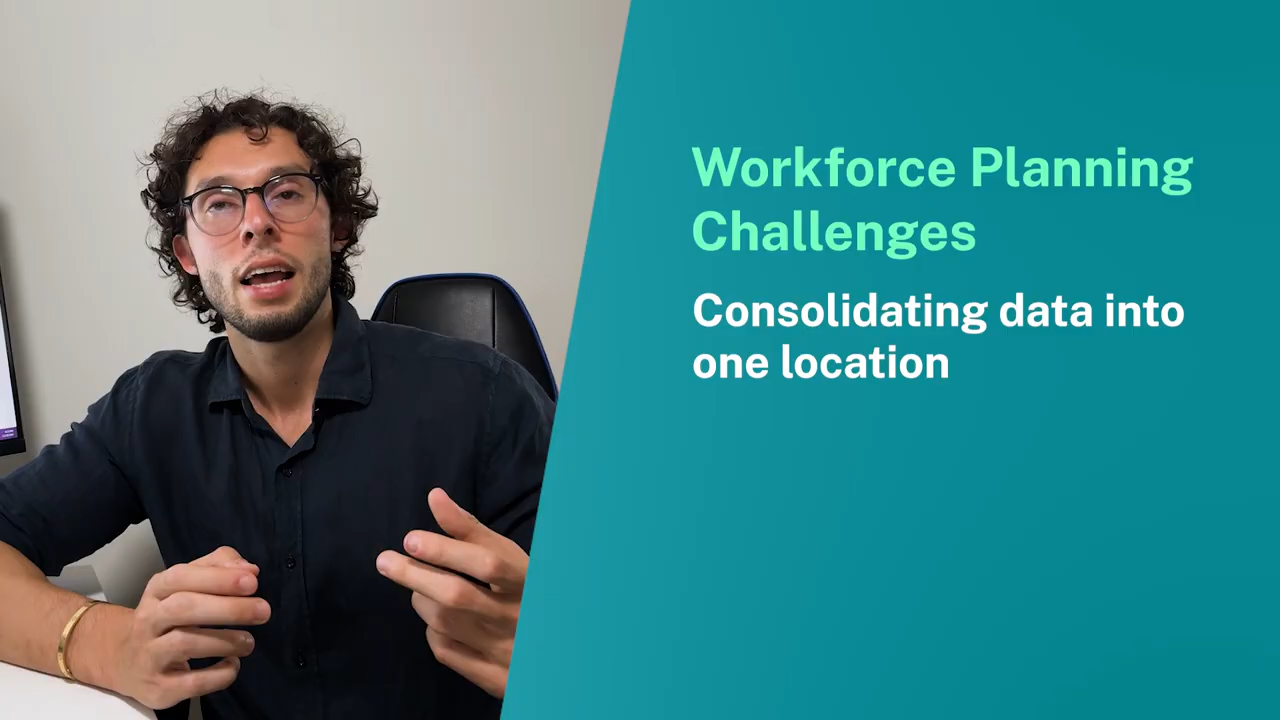 Workforce Planning
Challenges
Consolidating data into
one location